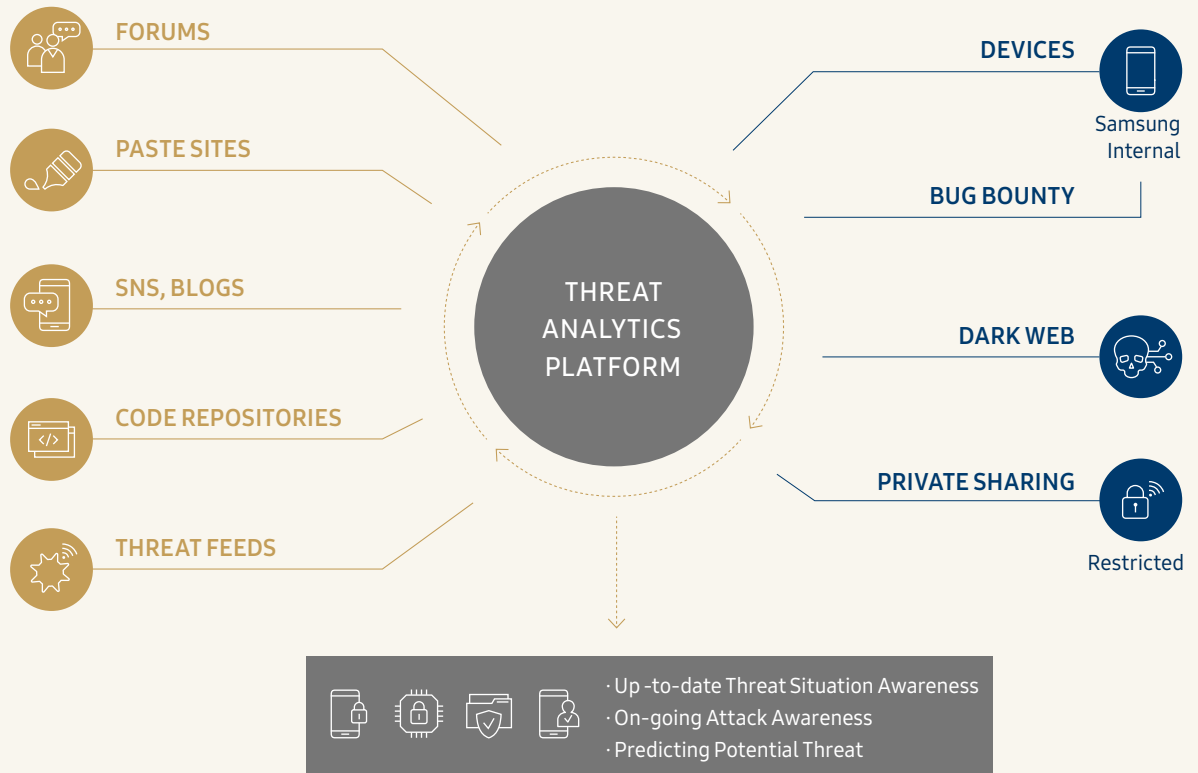 FORUMS
PASTE SITES
SNS, BLOGS
CODE REPOSITORIES
THREAT FEEDS
THREAT
ANALYTICS
PLATFORM
DEVICES
Samsung
Internal
BUG BOUNTY
DARK WEB
PRIVATE SHARING
Restricted
· Up -to-date Threat Situation Awareness
· On-going Attack Awareness
· Predicting Potential Threat